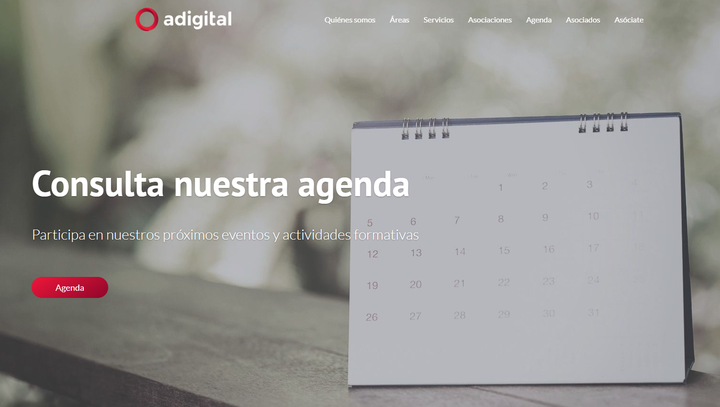 adigital
Quiénes somos Áreas Servicios Asociaciones Agenda Asociados Asóciate
Consulta nuestra agenda
Participa en nuestros próximos eventos y actividades formativas
Agenda
1 2 3
5 6 7 8 9 10
12 13 14 15 16 17
19 20 21 22 23 24
26 27 28 29 30 31